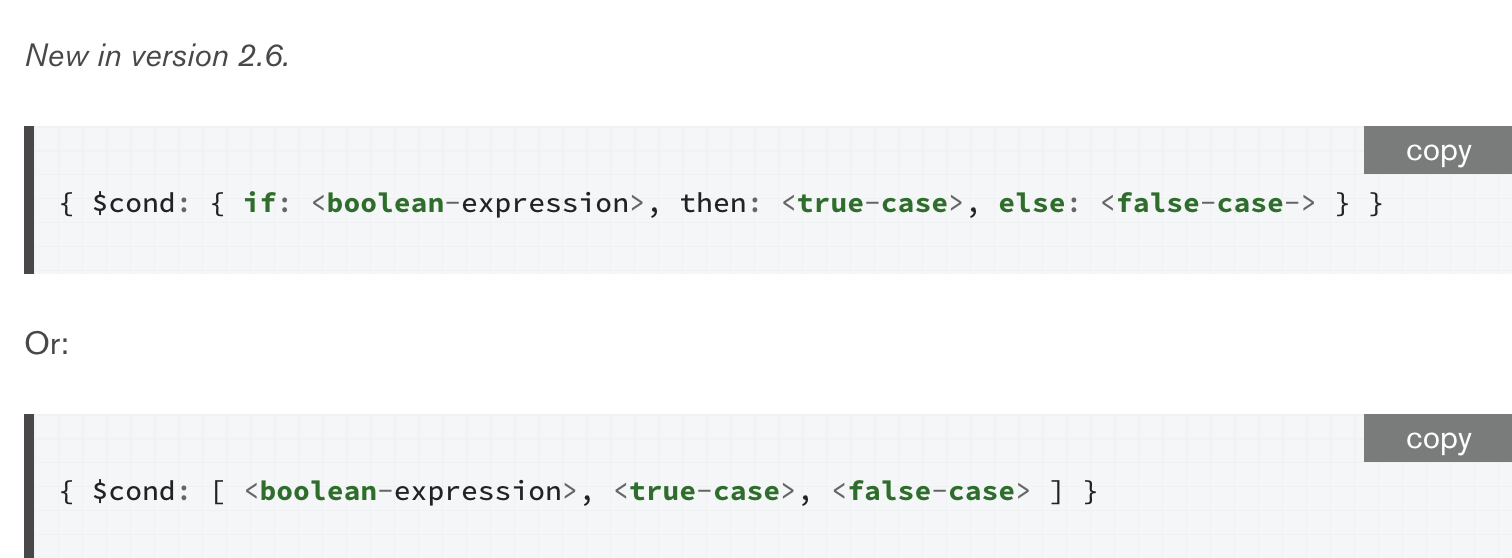 New in version 2.6.
copy
{ $cond: { if: <boolean-expression>, then: <true-case>, else: <false-case-> } }
Or:
copy
{ $cond: [ <boolean-expression>, <true-case>, <false-case> ] }